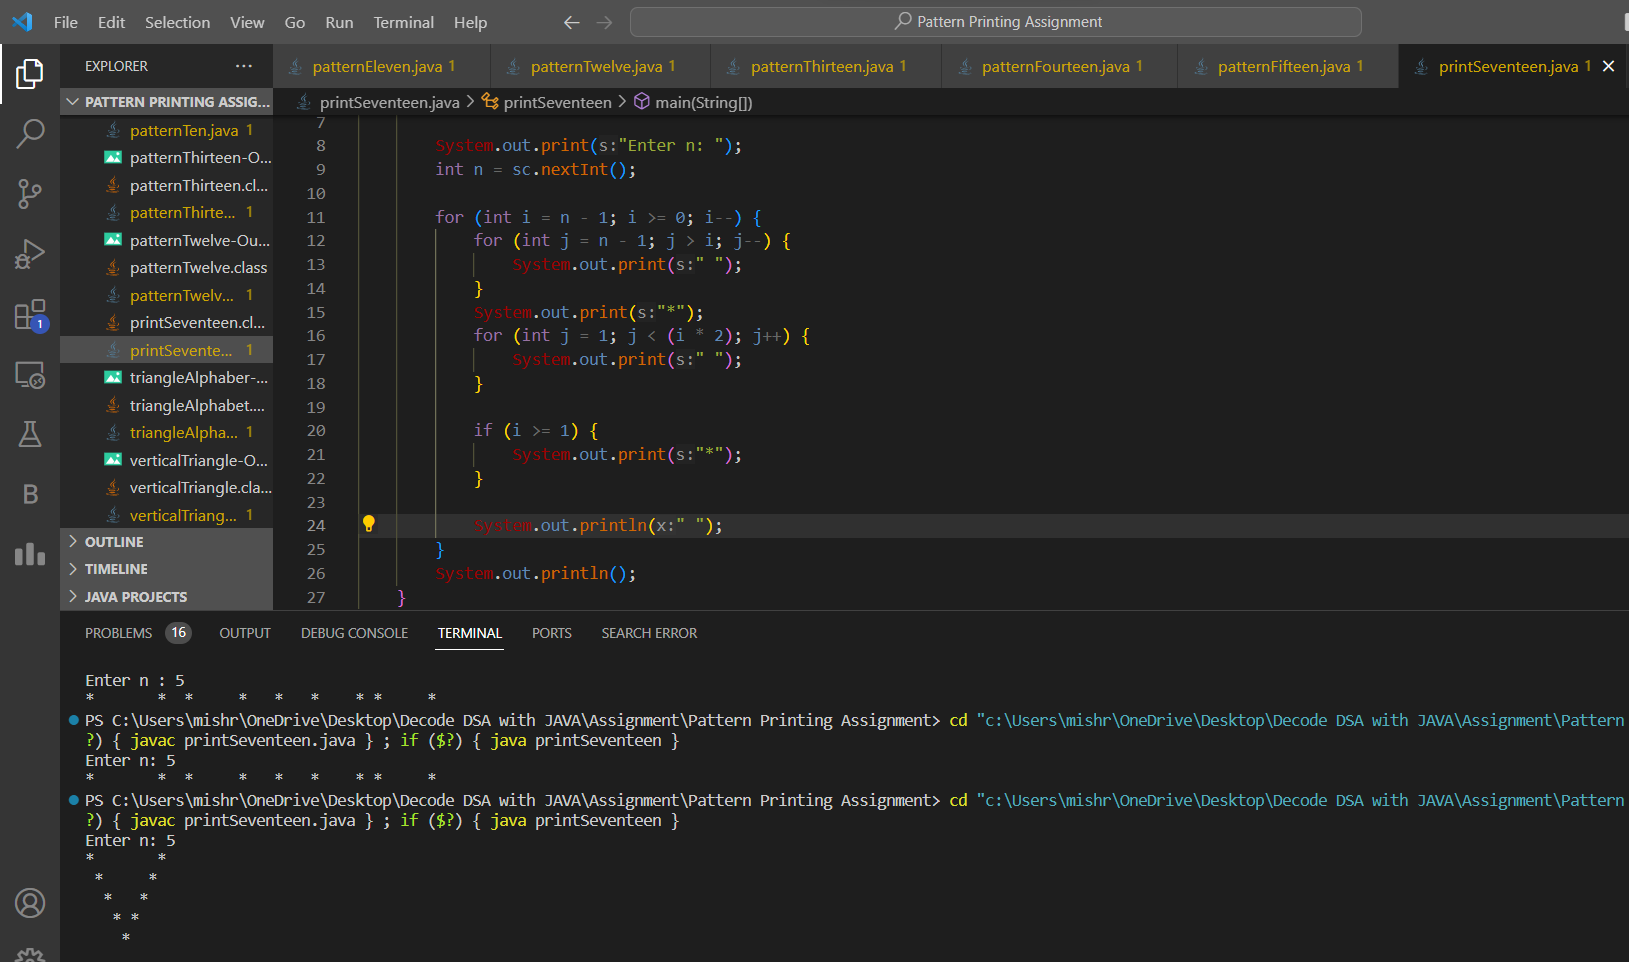 File Edit Selection View Go Run Terminal Help
Pattern Printing Assignment
EXPLORER ···
PATTERN PRINTING ASSIG...
patternTen.java 1
patternThirteen-O...
patternThirteen.cl...
patternThirte... 1
patternTwelve-Ou...
patternTwelve.class
patternTwelv... 1
printSeventeen.cl...
printSevente... 1
triangleAlphaber-...
triangleAlphabet....
triangleAlpha... 1
verticalTriangle-O...
verticalTriangle.cla...
verticalTriang... 1
OUTLINE
TIMELINE
JAVA PROJECTS
1
B
patternEleven.java 1 patternTwelve.java 1 patternThirteen.java 1 patternFourteen.java 1 patternFifteen.java 1 printSeventeen.java 1
printSeventeen.java > printSeventeen > main(String[])
7
8 System.out.print(s:"Enter n: ");
9 int n = sc.nextInt();
10
11 for (int i = n - 1; i >= 0; i--) {
12 for (int j = n - 1; j > i; j--) {
13 System.out.print(s:" ");
14 }
15 System.out.print(s:"*");
16 for (int j = 1; j < (i * 2); j++) {
17 System.out.print(s:" ");
18 }
19
20 if (i >= 1) {
21 System.out.print(s:"*");
22 }
23
24 System.out.println(x:" ");
25 }
26 System.out.println();
27 }
PROBLEMS 16 OUTPUT DEBUG CONSOLE TERMINAL PORTS SEARCH ERROR
Enter n : 5
*       *  *     *   *   *    * *     *
PS C:\Users\mishr\OneDrive\Desktop\Decode DSA with JAVA\Assignment\Pattern Printing Assignment> cd "c:\Users\mishr\OneDrive\Desktop\Decode DSA with JAVA\Assignment\Pattern
?) { javac printSeventeen.java } ; if ($?) { java printSeventeen }
Enter n: 5
*       *  *     *   *   *    * *     *
PS C:\Users\mishr\OneDrive\Desktop\Decode DSA with JAVA\Assignment\Pattern Printing Assignment> cd "c:\Users\mishr\OneDrive\Desktop\Decode DSA with JAVA\Assignment\Pattern
?) { javac printSeventeen.java } ; if ($?) { java printSeventeen }
Enter n: 5
*       *
 *     *
  *   *
   * *
    *